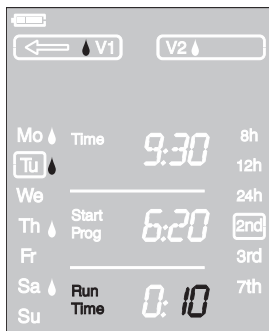 V1 V2
Mo Time 9:30 8h
Tu 12h
We 24h
Th Start Prog 6:20 2nd
Fr 3rd
Sa Run Time 0:10 7th
Su